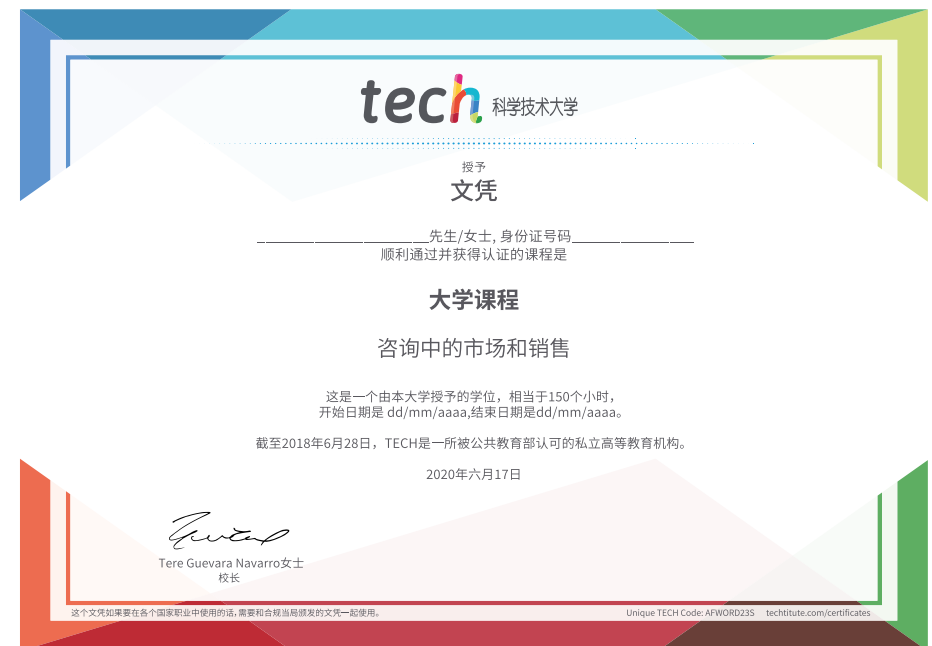 tech 科学技术大学
授予
文凭
________________________先生/女士, 身份证号码_________________
顺利通过并获得认证的课程是
大学课程
咨询中的市场和销售
这是一个由本大学授予的学位，相当于150个小时，
开始日期是 dd/mm/aaaa,结束日期是dd/mm/aaaa。
截至2018年6月28日，TECH是一所被公共教育部认可的私立高等教育机构。
2020年六月17日
Tere Guevara Navarro女士
校长
这个文凭如果要在各个国家职业中使用的话,需要和合规当局颁发的文凭一起使用。
Unique TECH Code: AFWORD23S techtitute.com/certificates